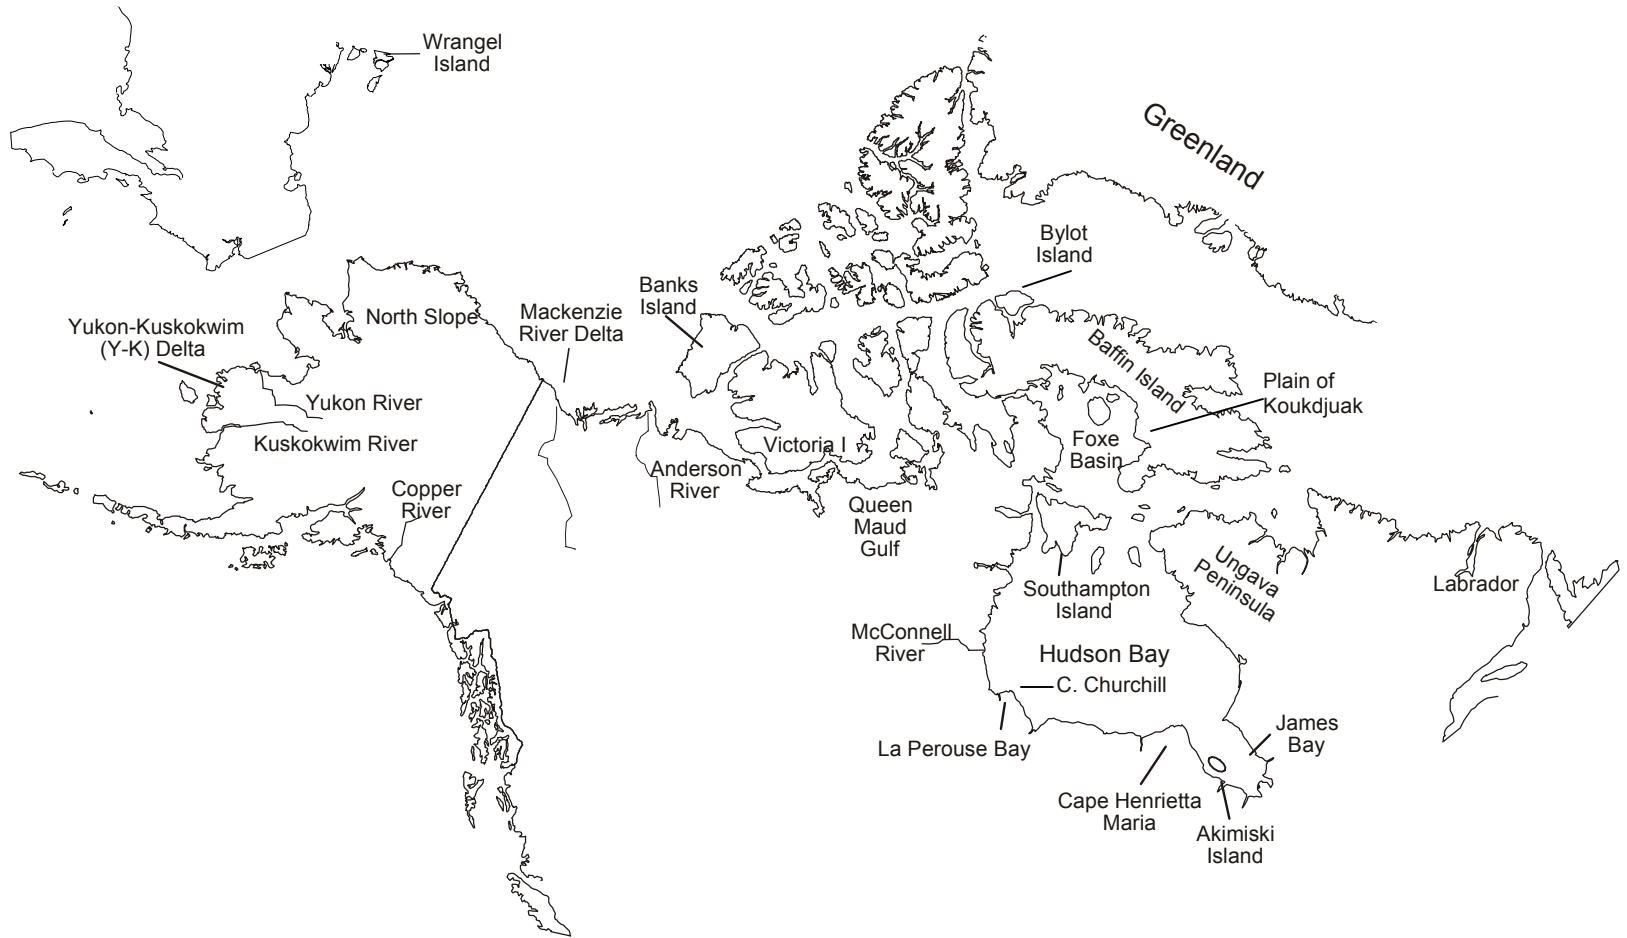 Wrangel
Island
Greenland
Bylot
Island
Banks
Island
Mackenzie
River Delta
North Slope
Yukon-Kuskokwim
(Y-K) Delta
Baffin Island
Plain of
Koukdjuak
Yukon River
Kuskokwim River
Victoria I
Foxe
Basin
Anderson
River
Copper
River
Queen
Maud
Gulf
Ungava
Peninsula
Labrador
Southampton
Island
McConnell
River
Hudson Bay
C. Churchill
La Perouse Bay
James
Bay
Cape Henrietta
Maria
Akimiski
Island